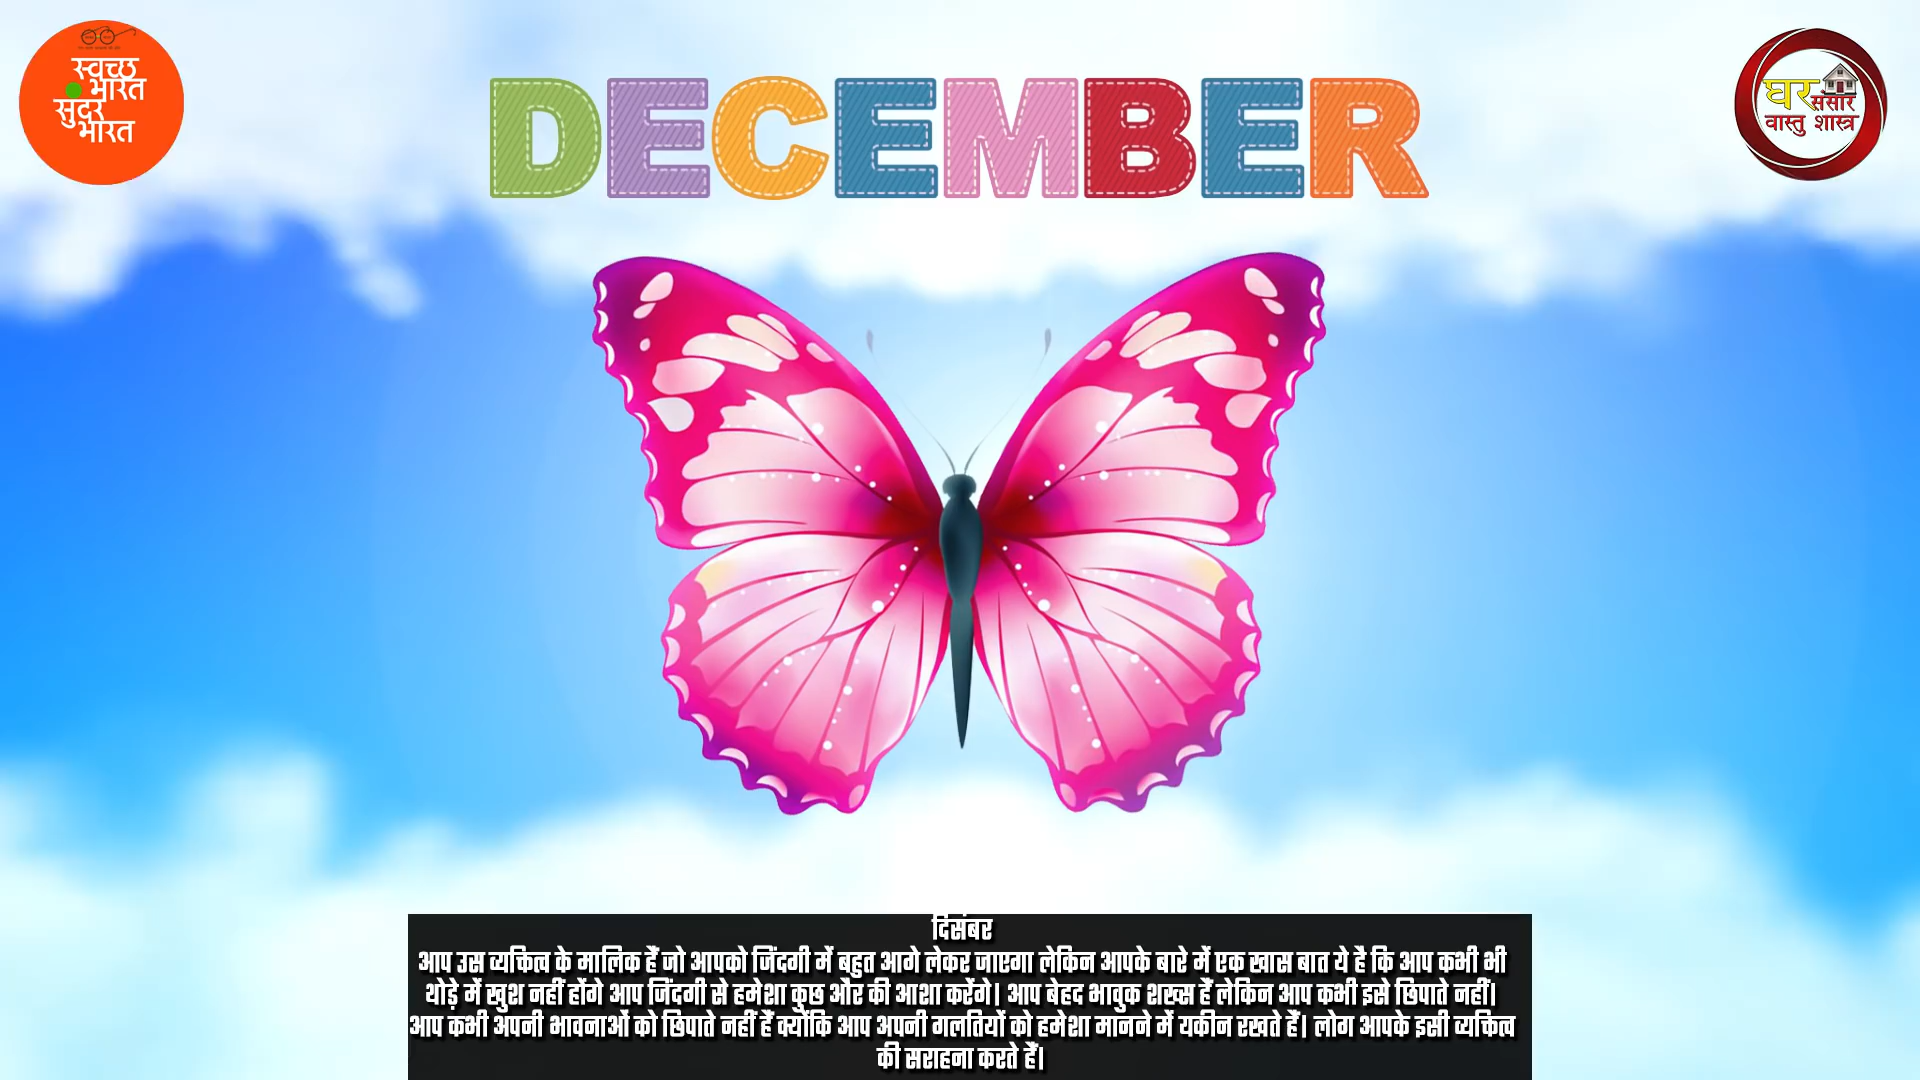 स्वच्छ
भारत
सुंदर
भारत
DECEMBER
घर
संसार
वास्तु शास्त्र
दिसंबर
आप उस व्यक्तित्व के मालिक हैं जो आपको जिंदगी में बहुत आगे लेकर जाएगा लेकिन आपके बारे में एक खास बात ये है कि आप कभी भी
थोड़े में खुश नहीं होंगे आप जिंदगी से हमेशा कुछ और की आशा करेंगे। आप बेहद भावुक शख्स हैं लेकिन आप कभी इसे छिपाते नहीं।
आप कभी अपनी भावनाओं को छिपाते नहीं हैं क्योंकि आप अपनी गलतियों को हमेशा मानने में यकीन रखते हैं। लोग आपके इसी व्यक्तित्व
की सराहना करते हैं।